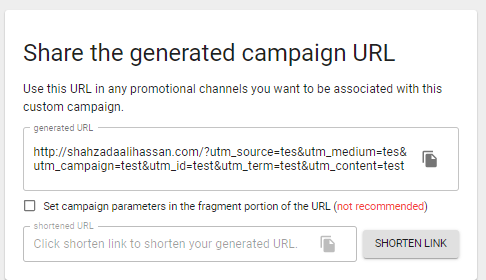 Share the generated campaign URL
Use this URL in any promotional channels you want to be associated with this
custom campaign.
generated URL
http://shahzadaalihassan.com/?utm_source=tes&utm_medium=tes&
utm_campaign=test&utm_id=test&utm_term=test&utm_content=test
Set campaign parameters in the fragment portion of the URL (not recommended)
shortened URL
Click shorten link to shorten your generated URL.
SHORTEN LINK